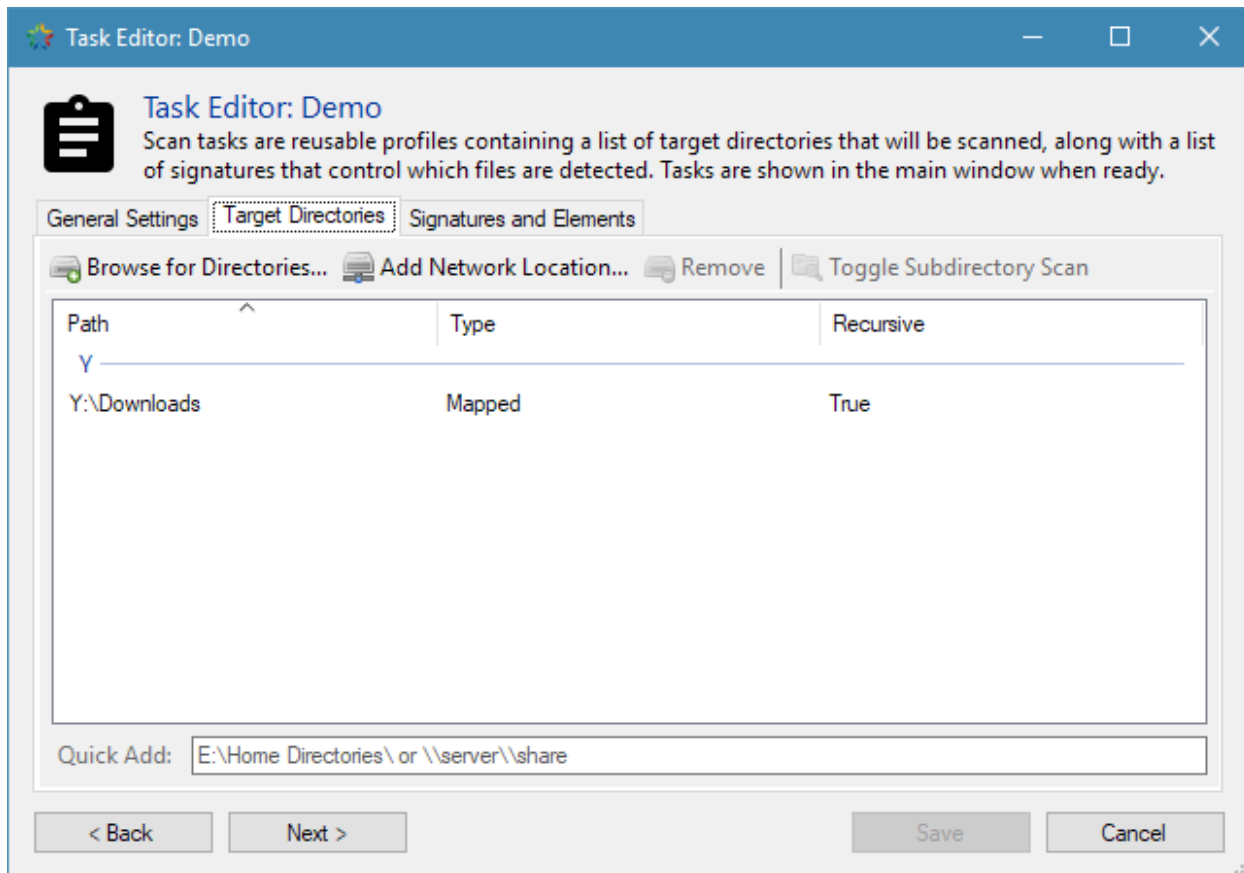 Task Editor: Demo
Task Editor: Demo
Scan tasks are reusable profiles containing a list of target directories that will be scanned, along with a list
of signatures that control which files are detected. Tasks are shown in the main window when ready.
General Settings Target Directories Signatures and Elements
Browse for Directories... Add Network Location... Remove Toggle Subdirectory Scan
Path Type Recursive
Y
Y:\Downloads Mapped True
Quick Add: E:\Home Directories\ or \\server\\share
< Back Next > Save Cancel